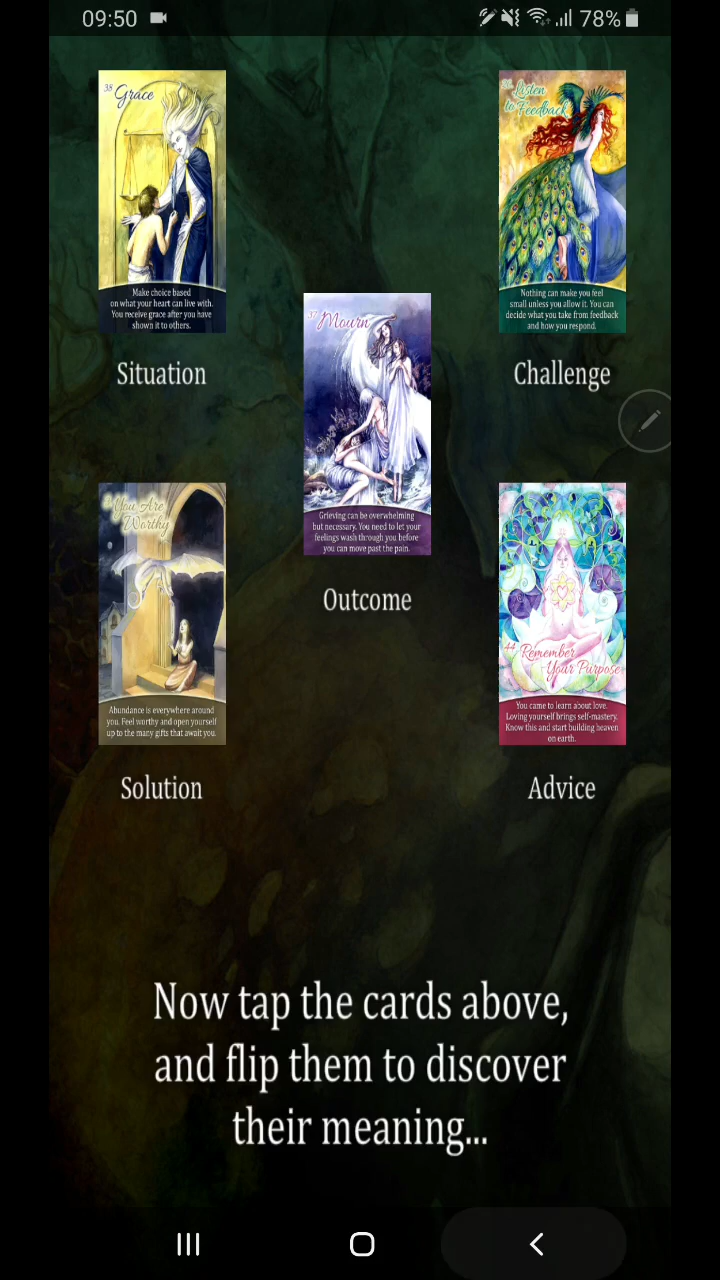 09:50
78%
38 Grace
Make choice based
on what your heart can live with.
You receive grace after you have
shown it to others.
Situation
Listen
to Feedback
Nothing can make you feel
small unless you allow it. You can
decide what you take from feedback
and how you respond.
Challenge
37 Mourn
Grieving can be overwhelming
but necessary. You need to let your
feelings wash through you before
you can move past the pain.
Outcome
You Are
Worthy
Abundance is everywhere around
you. Feel worthy and open yourself
up to the many gifts that await you.
Solution
44 Remember
Your Purpose
You came to learn about love.
Loving yourself brings self-mastery.
Know this and start building heaven
on earth.
Advice
Now tap the cards above,
and flip them to discover
their meaning...